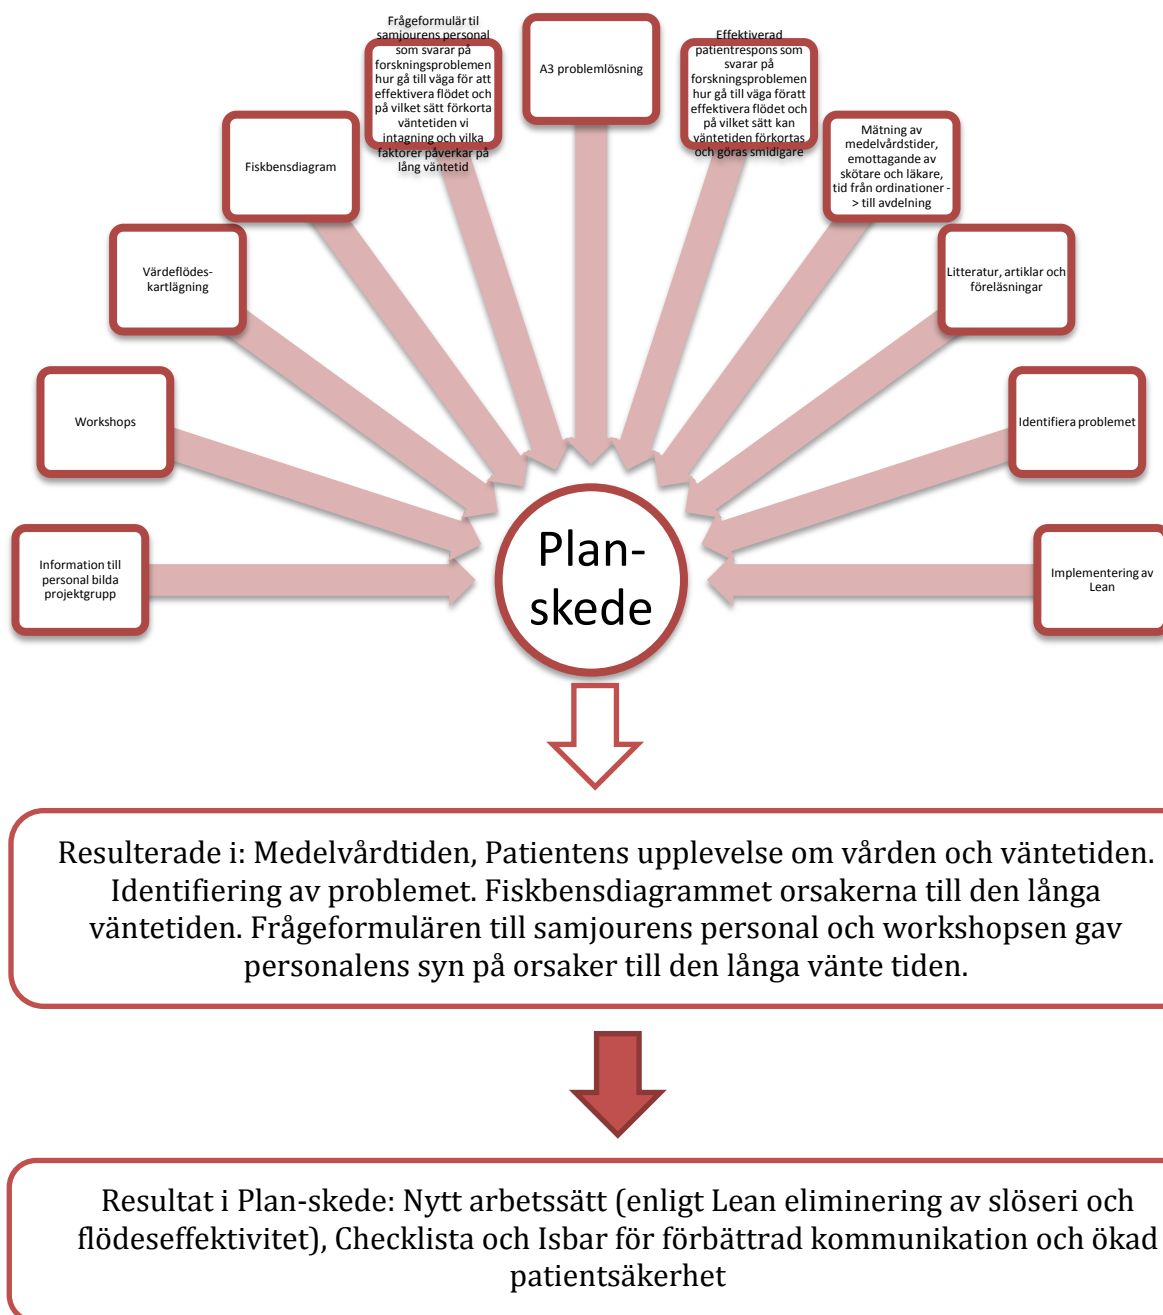 Frågeformulär til
samjourens personal
som svarar på
forskningsproblemen
hur gå till väga för att
effektivera flödet och
på vilket sätt förkorta
väntetiden vi
intagning och vilka
faktorer påverkar på
lång väntetid
A3 problemlösning
Effektiverad
patientrespons som
svarar på
forskningsproblemen
hur gå till väga föratt
effektivera flödet och
på vilket sätt kan
väntetiden förkortas
och göras smidigare
Fiskbensdiagram
Mätning av
medelvårdstider,
emottagande av
skötare och läkare,
tid från ordinationer -
> till avdelning
Värdeflödes-
kartlägning
Litteratur, artiklar och
föreläsningar
Workshops
Identifiera problemet
Information till
personal bilda
projektgrupp
Implementering av
Lean
Plan-
skede
Resulterade i: Medelvårdtiden, Patientens upplevelse om vården och väntetiden.
Identifiering av problemet. Fiskbensdiagrammet orsakerna till den långa
väntetiden. Frågeformulären till samjourens personal och workshopsen gav
personalens syn på orsaker till den långa vänte tiden.
Resultat i Plan-skede: Nytt arbetssätt (enligt Lean eliminering av slöseri och
flödeseffektivitet), Checklista och Isbar för förbättrad kommunikation och ökad
patientsäkerhet